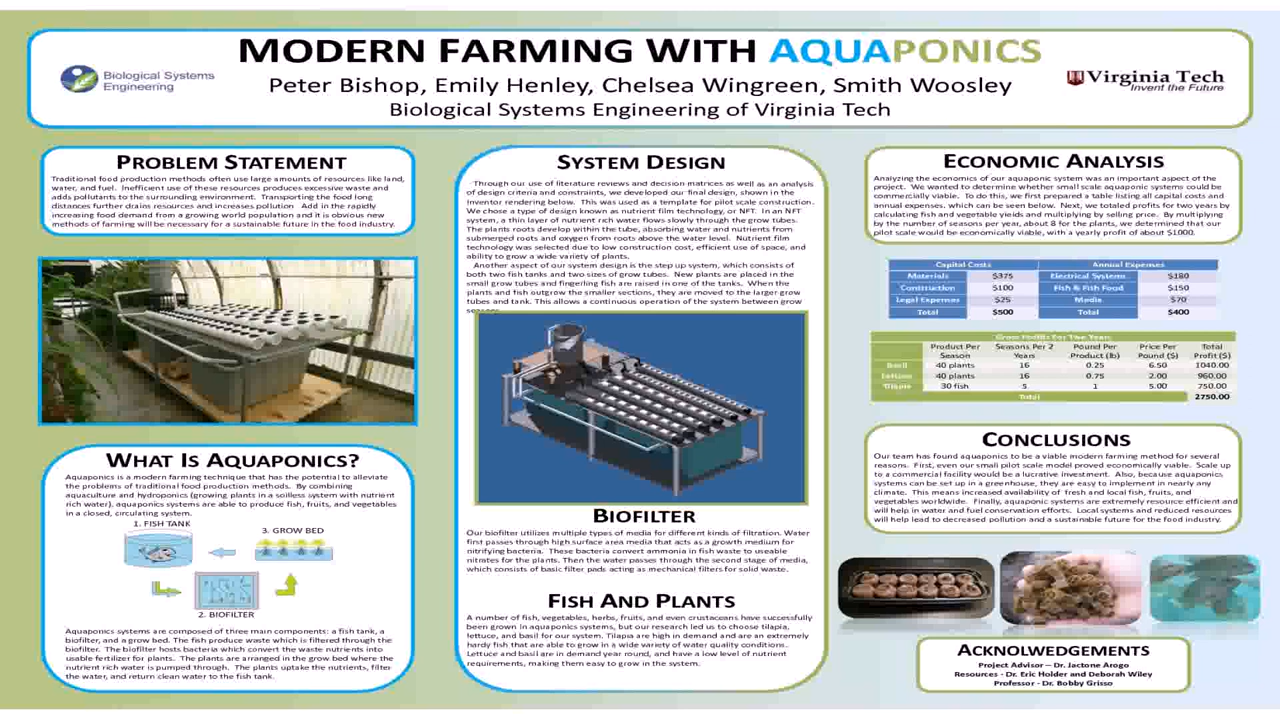 MODERN FARMING WITH AQUAPONICS
Biological Systems
Engineering
Peter Bishop, Emily Henley, Chelsea Wingreen, Smith Woosley
Biological Systems Engineering of Virginia Tech
Virginia Tech
Invent the Future
PROBLEM STATEMENT
Traditional food production methods often use large amounts of resources like land,
water, and fuel. Inefficient use of these resources produces excessive waste and
adds pollutants to the surrounding environment. Transporting the food long
distances further drains resources and increases pollution Add in the rapidly
increasing food demand from a growing world population and it is obvious new
methods of farming will be necessary for a sustainable future in the food industry.
WHAT IS AQUAPONICS?
Aquaponics is a modern farming technique that has the potential to alleviate
the problems of traditional food production methods. By combining
aquaculture and hydroponics (growing plants in a soilless system with nutrient
rich water), aquaponics systems are able to produce fish, fruits, and vegetables
in a closed, circulating system.
1. FISH TANK
3. GROW BED
2. BIOFILTER
Aquaponics systems are composed of three main components: a fish tank, a
biofilter, and a grow bed. The fish produce waste which is filtered through the
biofilter. The biofilter hosts bacteria which convert the waste nutrients into
usable fertilizer for plants. The plants are arranged in the grow bed where the
nutrient rich water is pumped through. The plants uptake the nutrients, filter
the water, and return clean water to the fish tank.
SYSTEM DESIGN
Through our use of literature reviews and decision matrices as well as an analysis
of design criteria and constraints, we developed our final design, shown in the
Inventor rendering below. This was used as a template for pilot scale construction.
We chose a type of design known as nutrient film technology, or NFT. In an NFT
system, a thin layer of nutrient rich water flows slowly through the grow tubes.
The plants roots develop within the tube, absorbing water and nutrients from
submerged roots and oxygen from roots above the water level. Nutrient film
technology was selected due to low construction cost, efficient use of space, and
ability to grow a wide variety of plants.
Another aspect of our system design is the step up system, which consists of
both two fish tanks and two sizes of grow tubes. New plants are placed in the
small grow tubes and fingerling fish are raised in one of the tanks. When the
plants and fish outgrow the smaller sections, they are moved to the larger grow
tubes and tank. This allows a continuous operation of the system between grow
BIOFILTER
Our biofilter utilizes multiple types of media for different kinds of filtration. Water
first passes through high surface area media that acts as a growth medium for
nitrifying bacteria. These bacteria convert ammonia in fish waste to useable
nitrates for the plants. Then the water passes through the second stage of media,
which consists of basic filter pads acting as mechanical filters for solid waste.
FISH AND PLANTS
A number of fish, vegetables, herbs, fruits, and even crustaceans have successfully
been grown in aquaponics systems, but our research led us to choose tilapia,
lettuce, and basil for our system. Tilapia are high in demand and are an extremely
hardy fish that are able to grow in a wide variety of water quality conditions.
Lettuce and basil are in demand year round, and have a low level of nutrient
requirements, making them easy to grow in the system.
ECONOMIC ANALYSIS
Analyzing the economics of our aquaponic system was an important aspect of the
project. We wanted to determine whether small scale aquaponic systems could be
commercially viable. To do this, we first prepared a table listing all capital costs and
annual expenses, which can be seen below. Next, we totaled profits for two years by
calculating fish and vegetable yields and multiplying by selling price. By multiplying
by the number of seasons per year, about 8 for the plants, we determined that our
pilot scale would be economically viable, with a yearly profit of about $1000.
Capital Costs Annual Expenses
Materials $375 Electrical Systems $180
Construction $100 Fish & Fish Food $150
Legal Expenses $25 Media $70
Total $500 Total $400
Gross Profits For Two Years
Product Per Season Seasons Per 2 Years Pound Per Product (lb) Price Per Pound ($) Total Profit ($)
Basil 40 plants 16 0.25 6.50 1040.00
Lettuce 40 plants 16 0.75 2.00 960.00
Tilapia 30 fish 5 1 5.00 750.00
Total 2750.00
CONCLUSIONS
Our team has found aquaponics to be a viable modern farming method for several
reasons. First, even our small pilot scale model proved economically viable. Scale up
to a commercial facility would be a lucrative investment. Also, because aquaponics
systems can be set up in a greenhouse, they are easy to implement in nearly any
climate. This means increased availability of fresh and local fish, fruits, and
vegetables worldwide. Finally, aquaponic systems are extremely resource efficient and
will help in water and fuel conservation efforts. Local systems and reduced resources
will help lead to decreased pollution and a sustainable future for the food industry.
ACKNOLWEDGEMENTS
Project Advisor – Dr. Jactone Arogo
Resources - Dr. Eric Holder and Deborah Wiley
Professor - Dr. Bobby Grisso